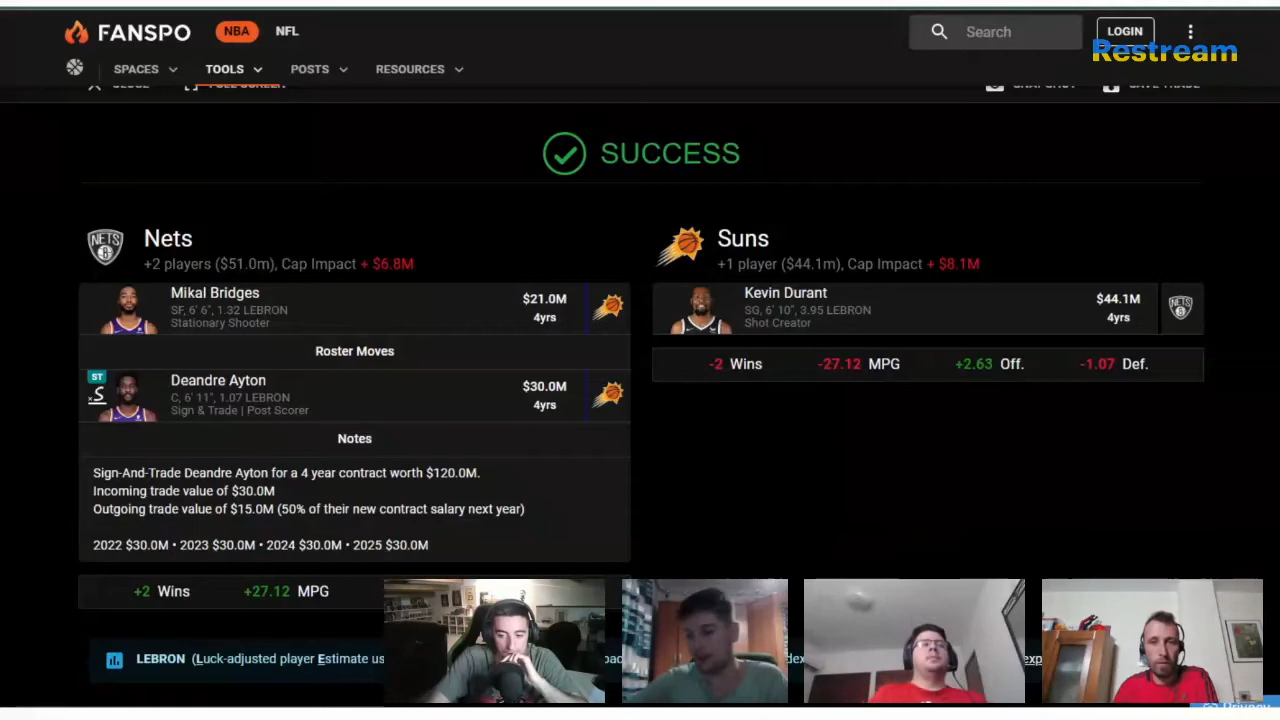 FANSPO
NBA
NFL
Search
LOGIN
Restream
SPACES
TOOLS
POSTS
RESOURCES
SUCCESS
NETS
Nets
+2 players ($51.0m), Cap Impact + $6.8M
Mikal Bridges
SF, 6' 6", 1.32 LEBRON
Stationary Shooter
$21.0M
4yrs
Roster Moves
ST
Deandre Ayton
C, 6' 11", 1.07 LEBRON
Sign & Trade | Post Scorer
$30.0M
4yrs
Notes
Sign-And-Trade Deandre Ayton for a 4 year contract worth $120.0M.
Incoming trade value of $30.0M
Outgoing trade value of $15.0M (50% of their new contract salary next year)
2022 $30.0M • 2023 $30.0M • 2024 $30.0M • 2025 $30.0M
+2 Wins
+27.12 MPG
Suns
+1 player ($44.1m), Cap Impact + $8.1M
Kevin Durant
SG, 6' 10", 3.95 LEBRON
Shot Creator
$44.1M
4yrs
NETS
-2 Wins
-27.12 MPG
+2.63 Off.
-1.07 Def.
LEBRON (Luck-adjusted player Estimate us